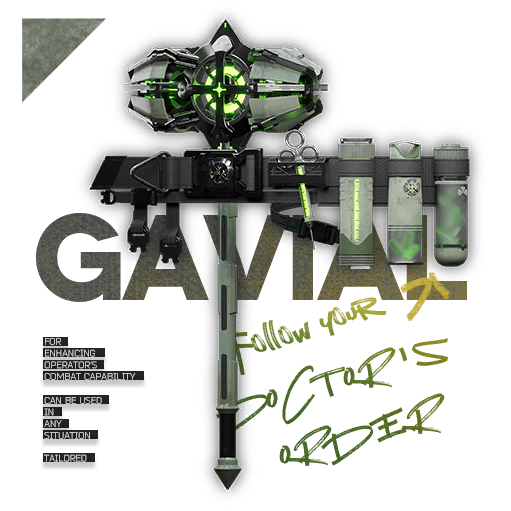 GAVIAL
Follow your
DOCTOR'S
ORDER
FOR
ENHANCING
OPERATOR'S
COMBAT CAPABILITY
CAN BE USED
IN
ANY
SITUATION
TAILORED